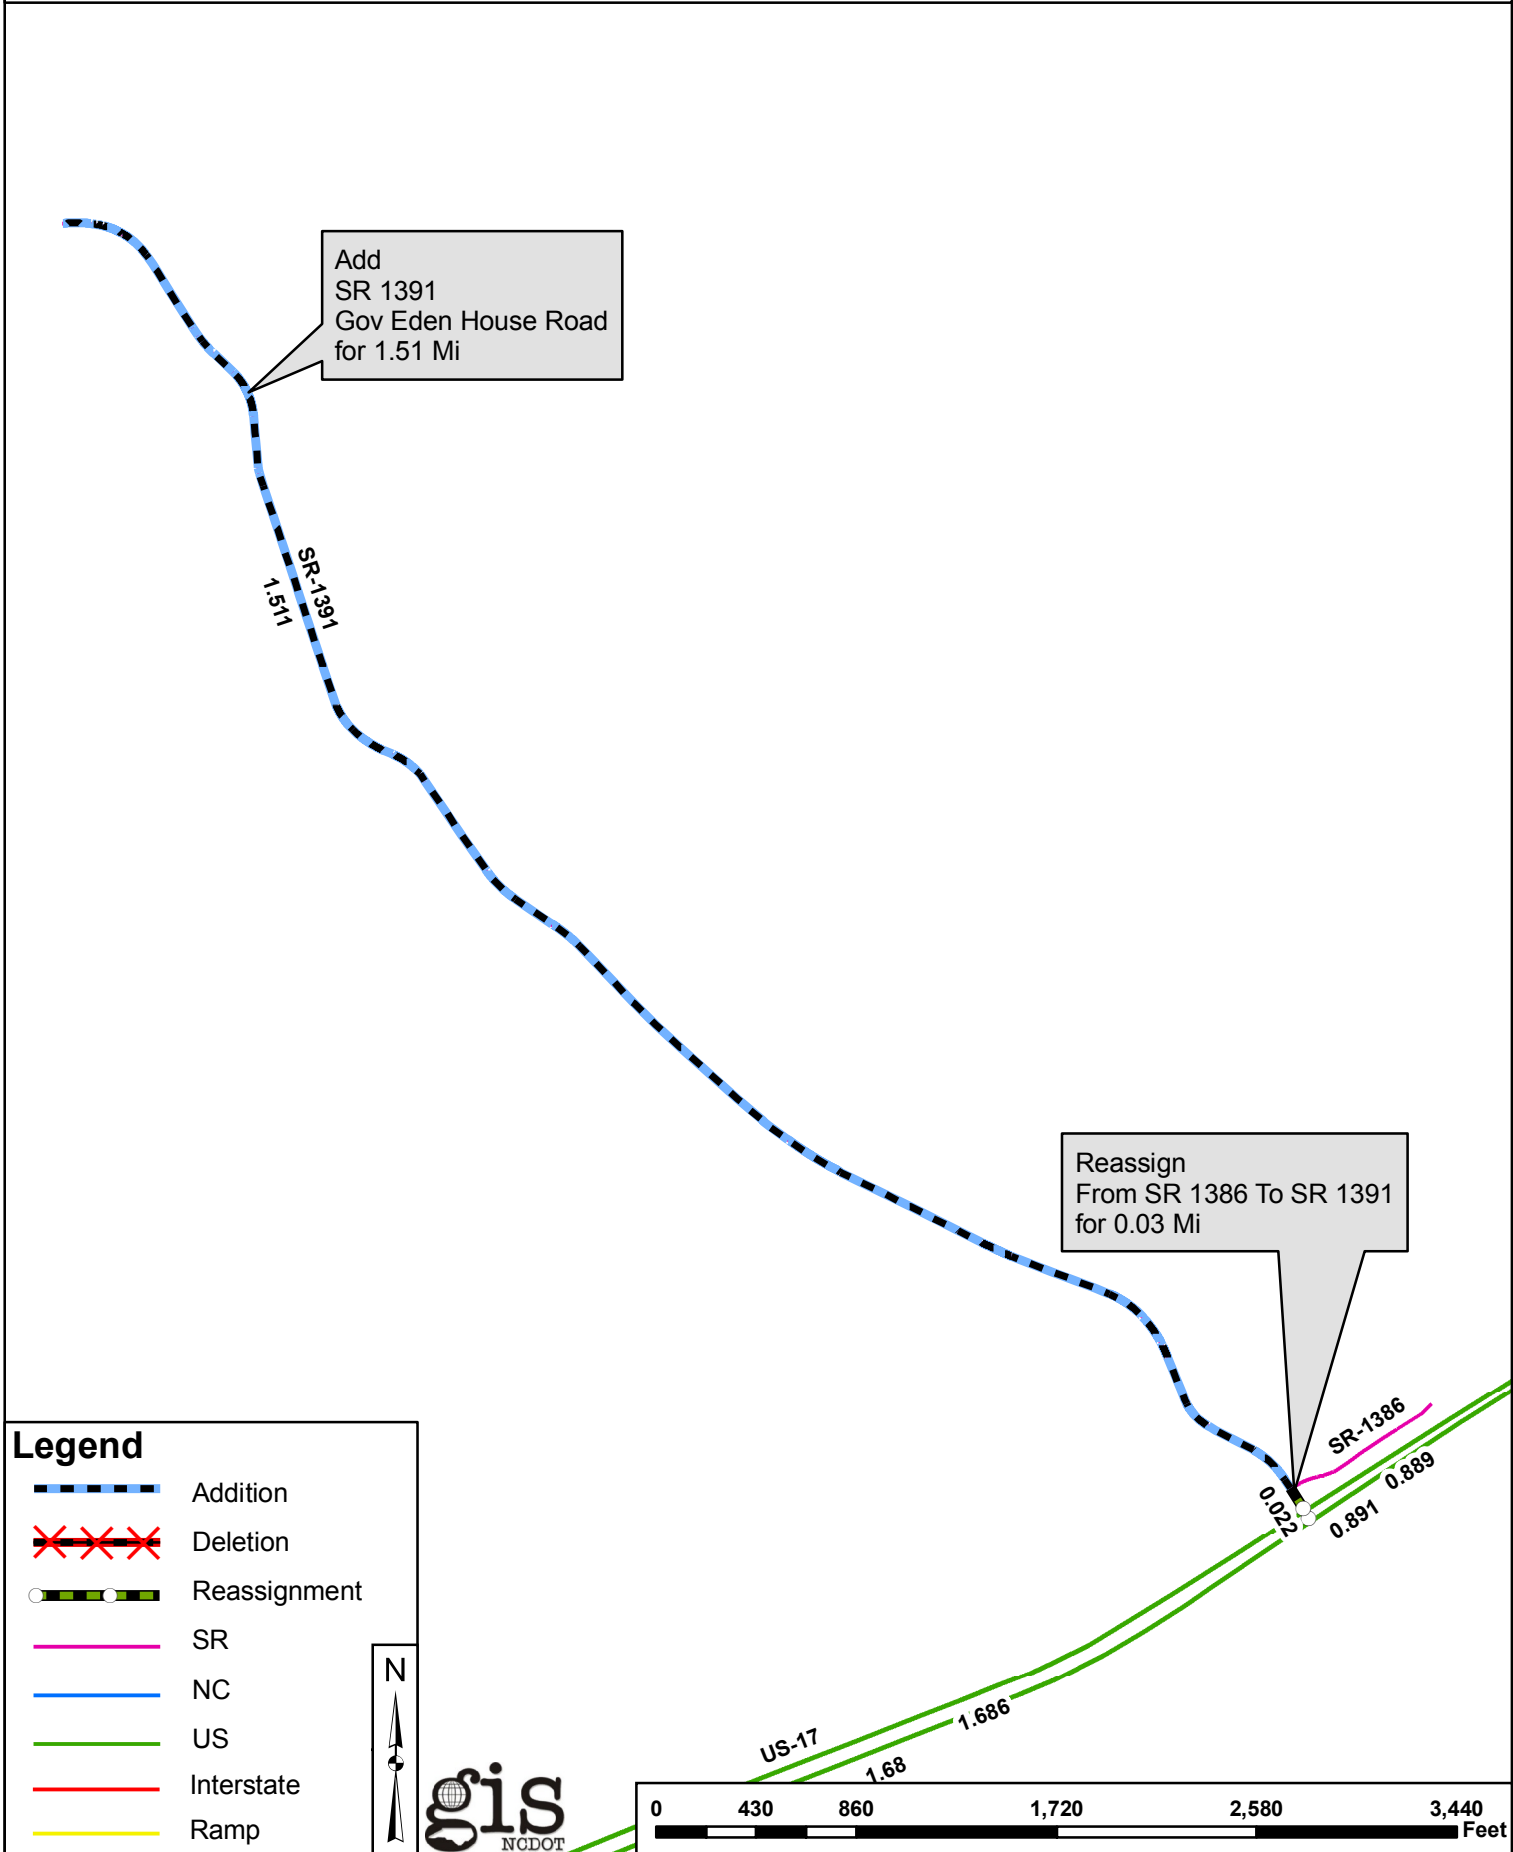 Add
SR 1391
Gov Eden House Road
for 1.51 Mi
SR-1391
1.511
Reassign
From SR 1386 To SR 1391
for 0.03 Mi
SR-1386
0.889
0.022
0.891
US-17
1.686
1.68
Legend
Addition
Deletion
Reassignment
SR
NC
US
Interstate
Ramp
N
gis
NCDOT
0 430 860 1,720 2,580 3,440
Feet